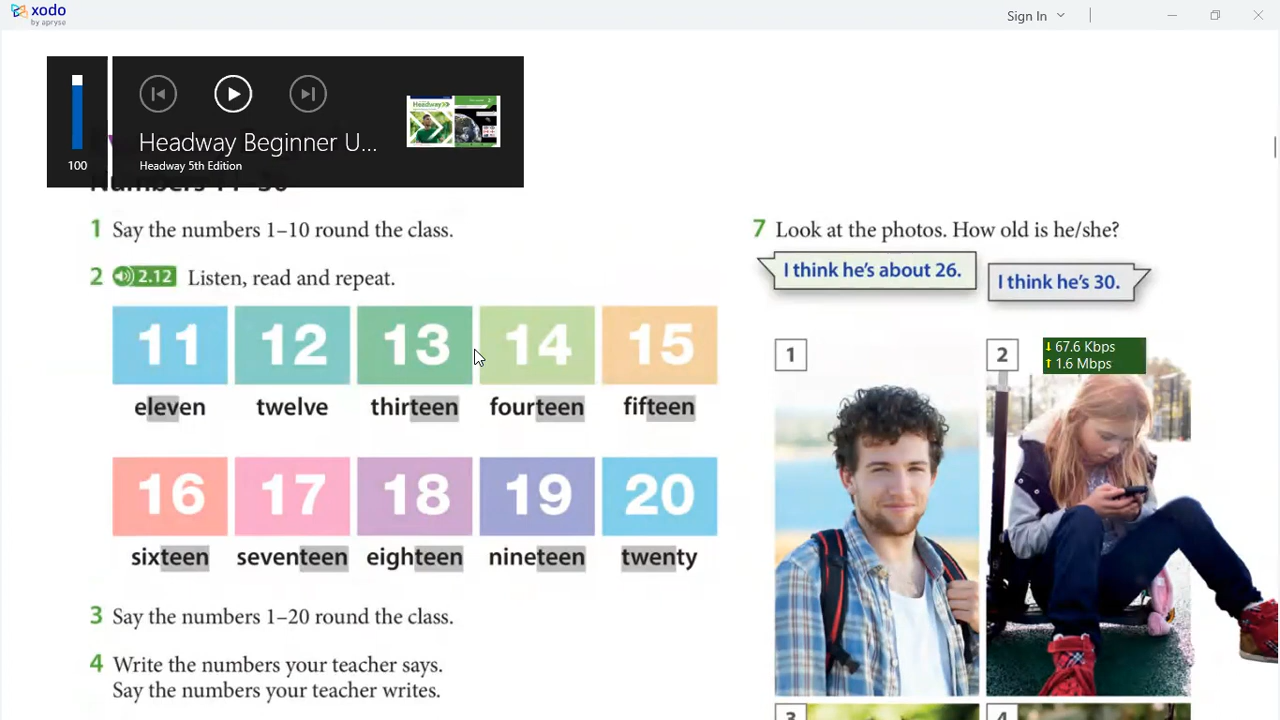 xodo
by apryse
Sign In
Headway Beginner U...
Headway 5th Edition
100
Headway
1 Say the numbers 1–10 round the class.
2 2.12 Listen, read and repeat.
11 12 13 14 15
eleven twelve thirteen fourteen fifteen
16 17 18 19 20
sixteen seventeen eighteen nineteen twenty
3 Say the numbers 1–20 round the class.
4 Write the numbers your teacher says.
Say the numbers your teacher writes.
7 Look at the photos. How old is he/she?
I think he's about 26.
I think he's 30.
1
2
67.6 Kbps
1.6 Mbps
3
4